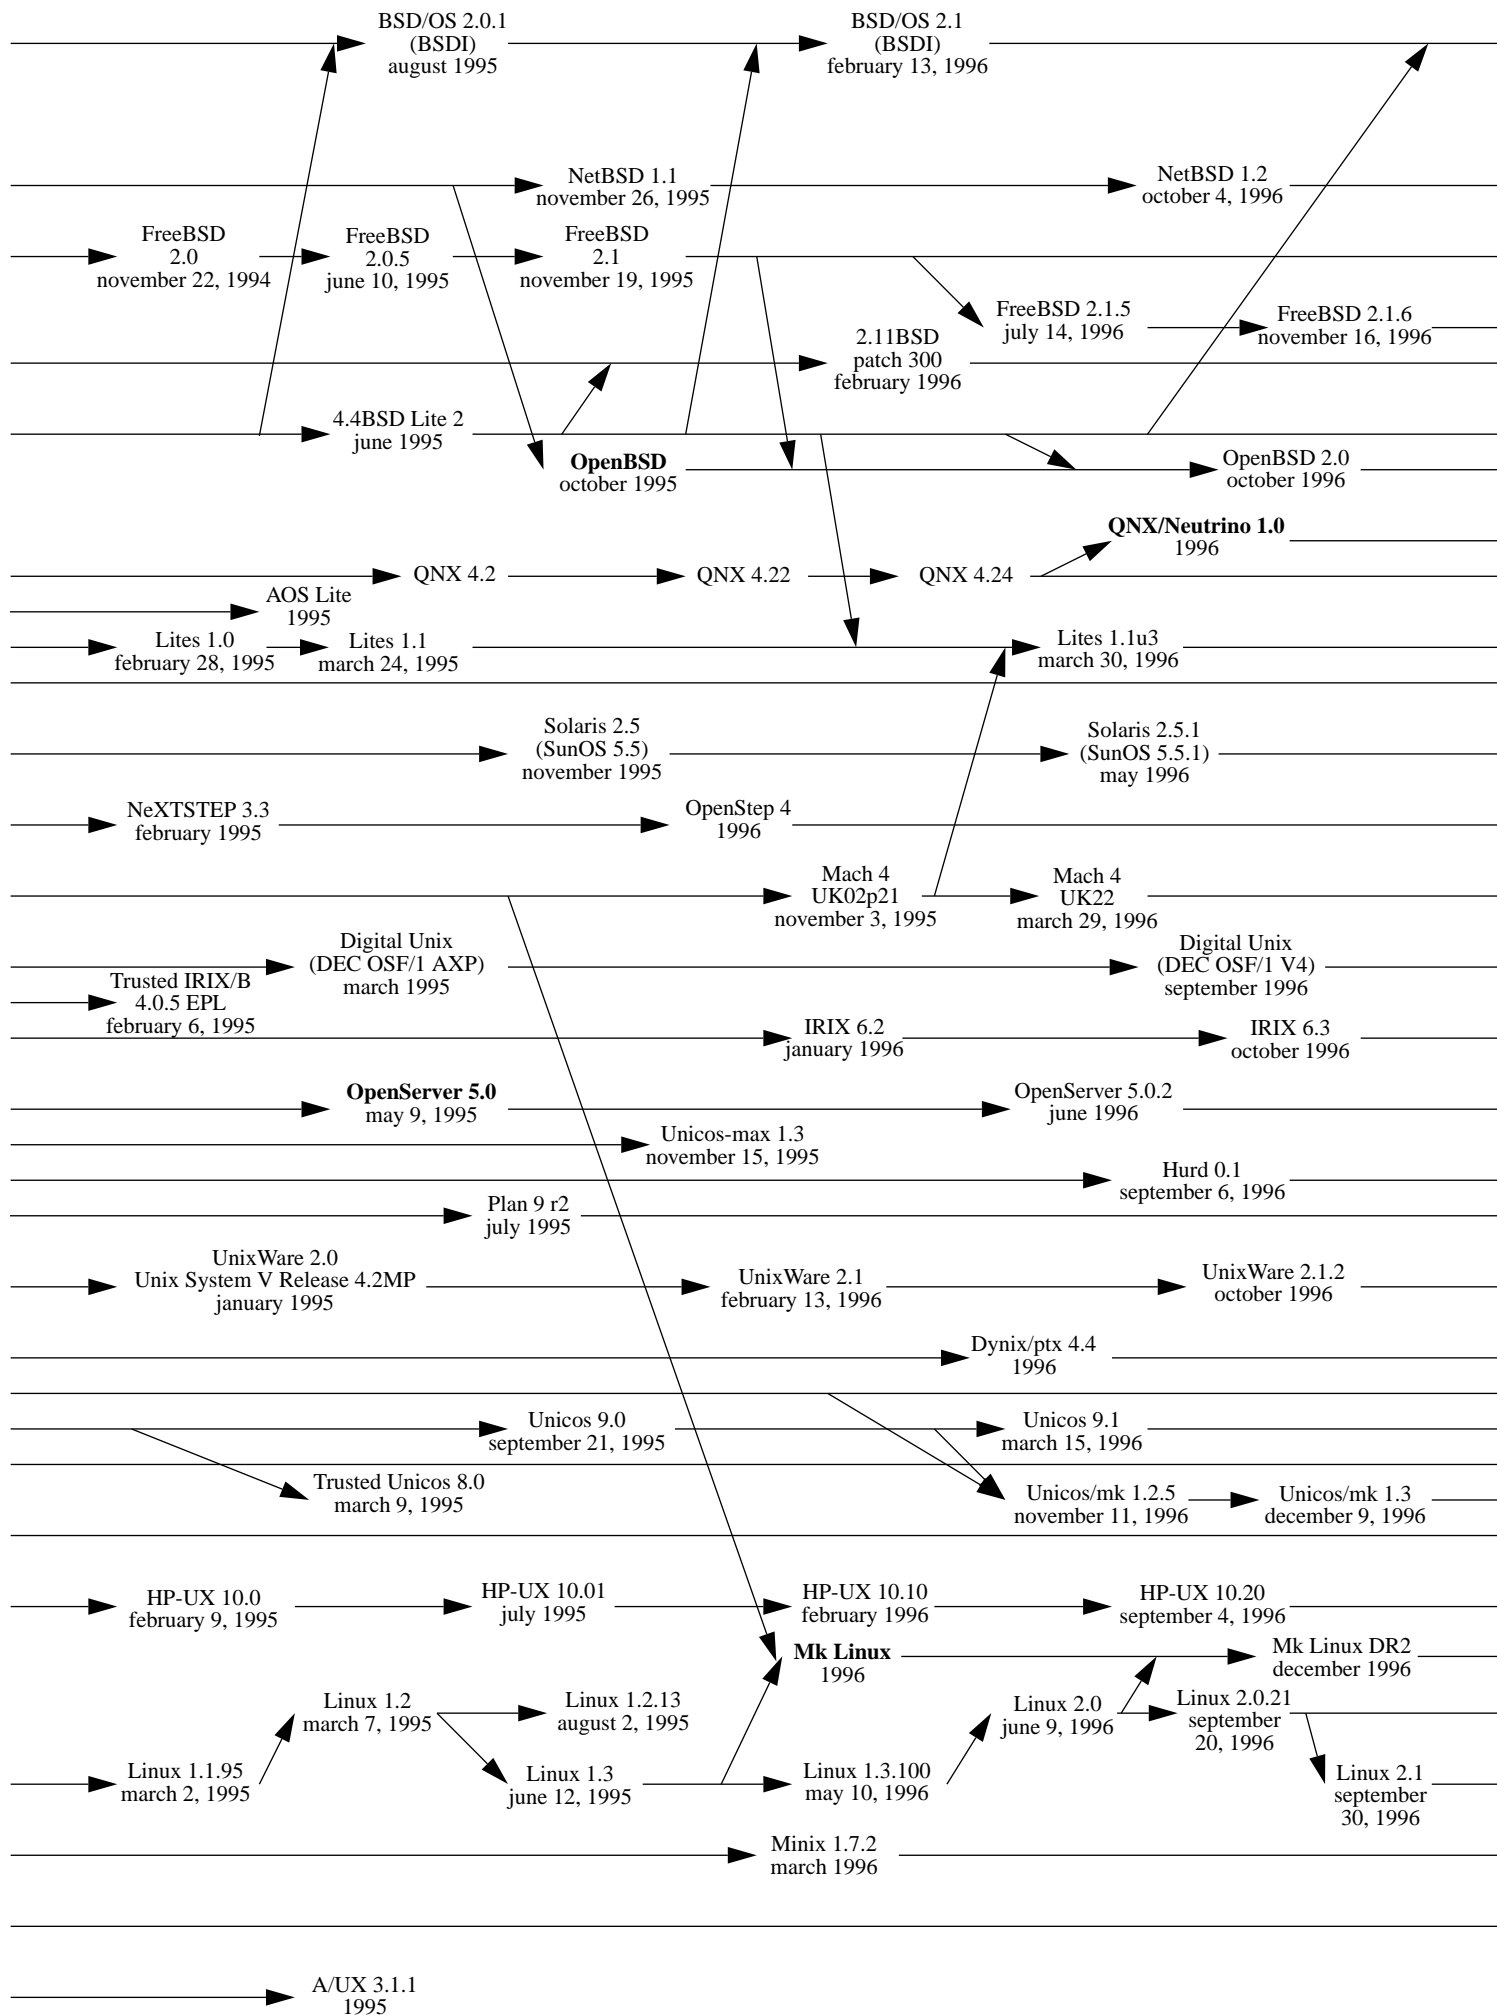 BSD/OS 2.0.1
(BSDI)
august 1995
BSD/OS 2.1
(BSDI)
february 13, 1996
NetBSD 1.1
november 26, 1995
NetBSD 1.2
october 4, 1996
FreeBSD
2.0
november 22, 1994
FreeBSD
2.0.5
june 10, 1995
FreeBSD
2.1
november 19, 1995
FreeBSD 2.1.5
july 14, 1996
FreeBSD 2.1.6
november 16, 1996
2.11BSD
patch 300
february 1996
4.4BSD Lite 2
june 1995
OpenBSD
october 1995
OpenBSD 2.0
october 1996
QNX/Neutrino 1.0
1996
QNX 4.2
QNX 4.22
QNX 4.24
AOS Lite
1995
Lites 1.0
february 28, 1995
Lites 1.1
march 24, 1995
Lites 1.1u3
march 30, 1996
Solaris 2.5
(SunOS 5.5)
november 1995
Solaris 2.5.1
(SunOS 5.5.1)
may 1996
NeXTSTEP 3.3
february 1995
OpenStep 4
1996
Mach 4
UK02p21
november 3, 1995
Mach 4
UK22
march 29, 1996
Digital Unix
(DEC OSF/1 AXP)
march 1995
Digital Unix
(DEC OSF/1 V4)
september 1996
Trusted IRIX/B
4.0.5 EPL
february 6, 1995
IRIX 6.2
january 1996
IRIX 6.3
october 1996
OpenServer 5.0
may 9, 1995
OpenServer 5.0.2
june 1996
Unicos-max 1.3
november 15, 1995
Hurd 0.1
september 6, 1996
Plan 9 r2
july 1995
UnixWare 2.0
Unix System V Release 4.2MP
january 1995
UnixWare 2.1
february 13, 1996
UnixWare 2.1.2
october 1996
Dynix/ptx 4.4
1996
Unicos 9.0
september 21, 1995
Unicos 9.1
march 15, 1996
Trusted Unicos 8.0
march 9, 1995
Unicos/mk 1.2.5
november 11, 1996
Unicos/mk 1.3
december 9, 1996
HP-UX 10.0
february 9, 1995
HP-UX 10.01
july 1995
HP-UX 10.10
february 1996
HP-UX 10.20
september 4, 1996
Mk Linux
1996
Mk Linux DR2
december 1996
Linux 1.2
march 7, 1995
Linux 1.2.13
august 2, 1995
Linux 2.0
june 9, 1996
Linux 2.0.21
september
20, 1996
Linux 1.1.95
march 2, 1995
Linux 1.3
june 12, 1995
Linux 1.3.100
may 10, 1996
Linux 2.1
september
30, 1996
Minix 1.7.2
march 1996
A/UX 3.1.1
1995